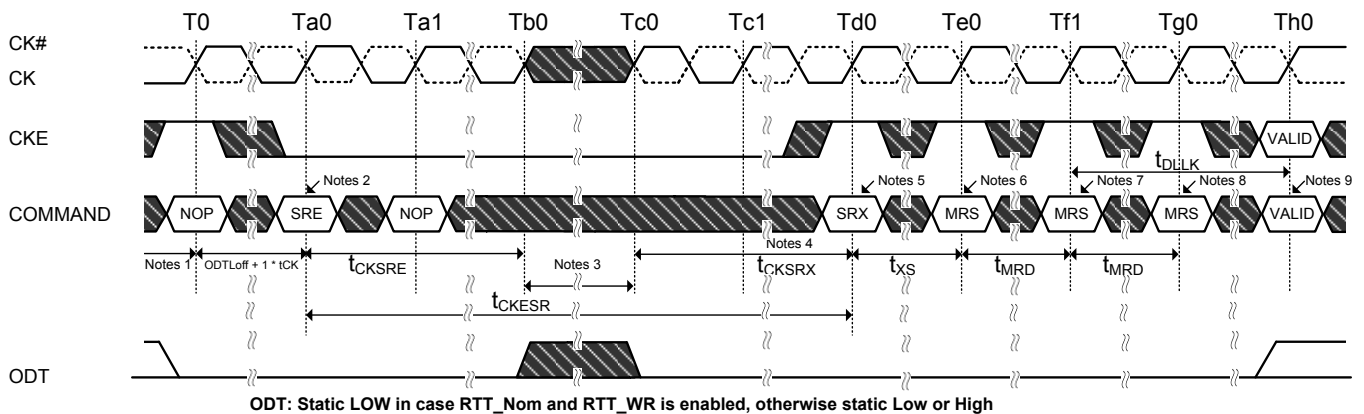 T0 Ta0 Ta1 Tb0 Tc0 Tc1 Td0 Te0 Tf1 Tg0 Th0
CK#
CK
CKE
VALID
tDLLK
Notes 2 Notes 5 Notes 6 Notes 7 Notes 8 Notes 9
COMMAND
NOP SRE NOP SRX MRS MRS MRS VALID
Notes 1 ODTLoff + 1 * tCK tCKSRE Notes 3 Notes 4 tCKSRX tXS tMRD tMRD
tCKESR
ODT
ODT: Static LOW in case RTT_Nom and RTT_WR is enabled, otherwise static Low or High